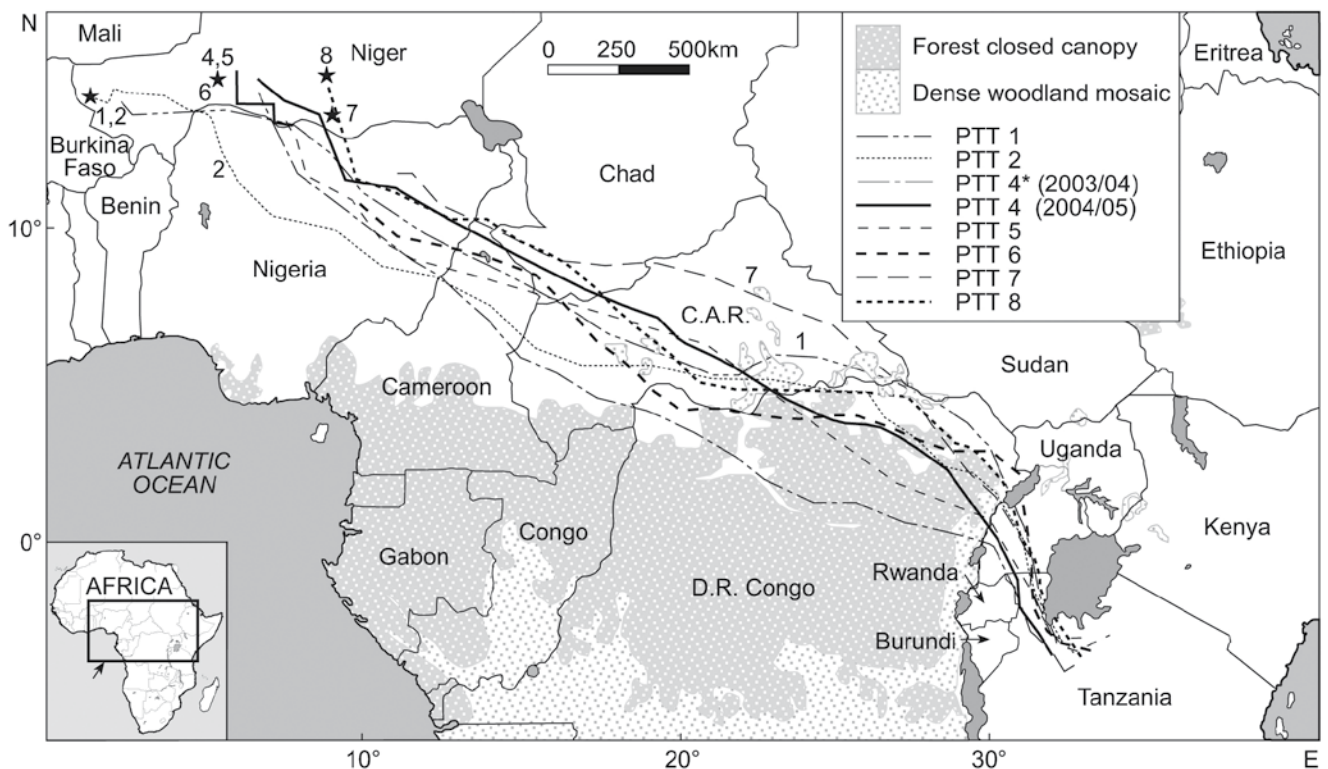 N
Mali
4,5
8
Niger
0 250 500km
Forest closed canopy
Eritrea
6
7
Dense woodland mosaic
1,2
Burkina
Faso
PTT 1
2
PTT 2
Chad
PTT 4* (2003/04)
Benin
PTT 4 (2004/05)
10°
PTT 5
Ethiopia
Nigeria
PTT 6
7
PTT 7
PTT 8
C.A.R.
1
Sudan
Cameroon
Uganda
ATLANTIC
OCEAN
Congo
Kenya
0°
Gabon
Rwanda
AFRICA
D.R. Congo
Burundi
Tanzania
10° 20° 30° E